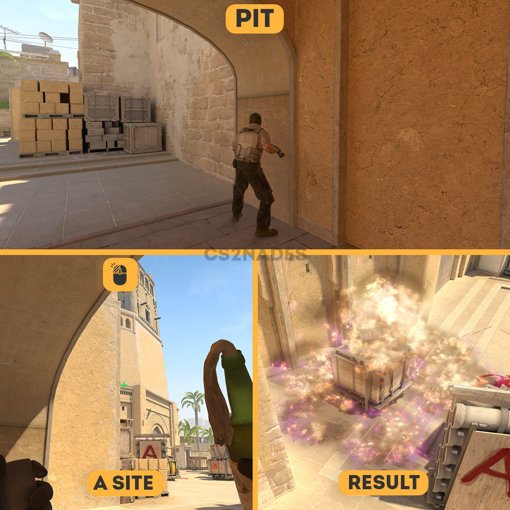 PIT
CS2NADES
A SITE
A
RESULT
A